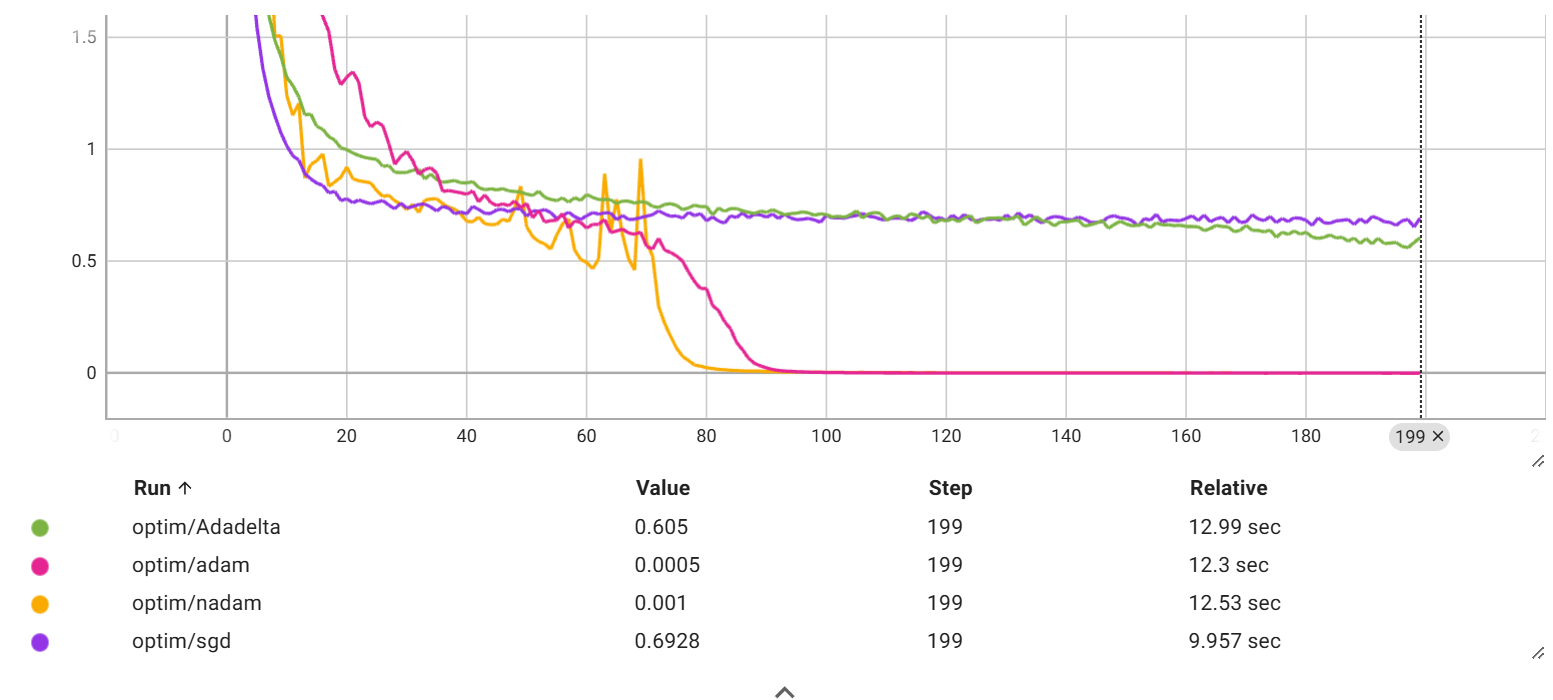 1.5
1
0.5
0
0 0 20 40 60 80 100 120 140 160 180 199 ✕
Run ↑ Value Step Relative
optim/Adadelta 0.605 199 12.99 sec
optim/adam 0.0005 199 12.3 sec
optim/nadam 0.001 199 12.53 sec
optim/sgd 0.6928 199 9.957 sec